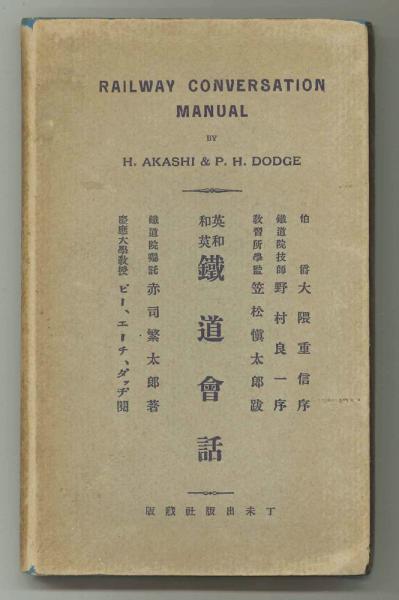 RAILWAY CONVERSATION
MANUAL
BY
H. AKASHI & P. H. DODGE
伯爵 大隈重信序
鐵道院技師 野村良一序
教習所學監 笠松愼太郎跋
英和
和英
鐵道會話
鐵道院囑託 赤司繁太郎著
慶應大學教授 ピー、エーチ、ダッヂ閲
版蔵社版出未丁